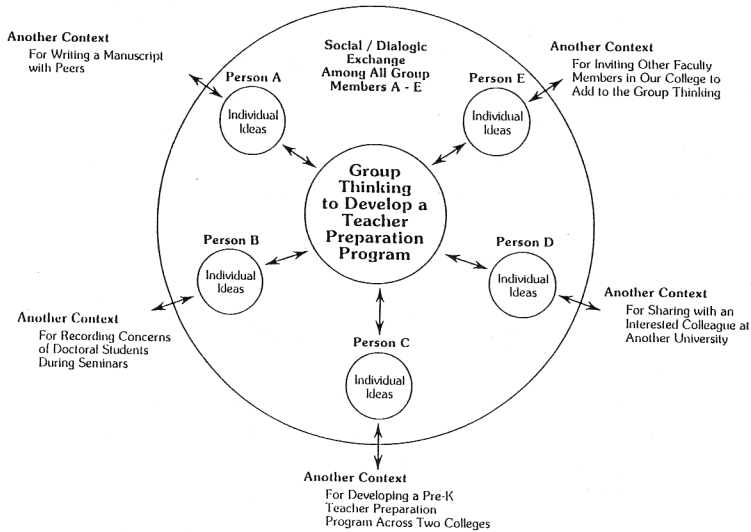 Another Context
For Writing a Manuscript
with Peers
Social / Dialogic
Exchange
Among All Group
Members A - E
Another Context
For Inviting Other Faculty
Members in Our College to
Add to the Group Thinking
Person A
Individual
Ideas
Person E
Individual
Ideas
Group
Thinking
to Develop a
Teacher
Preparation
Program
Person B
Individual
Ideas
Person D
Individual
Ideas
Another Context
For Recording Concerns
of Doctoral Students
During Seminars
Another Context
For Sharing with an
Interested Colleague at
Another University
Person C
Individual
Ideas
Another Context
For Developing a Pre-K
Teacher Preparation
Program Across Two Colleges